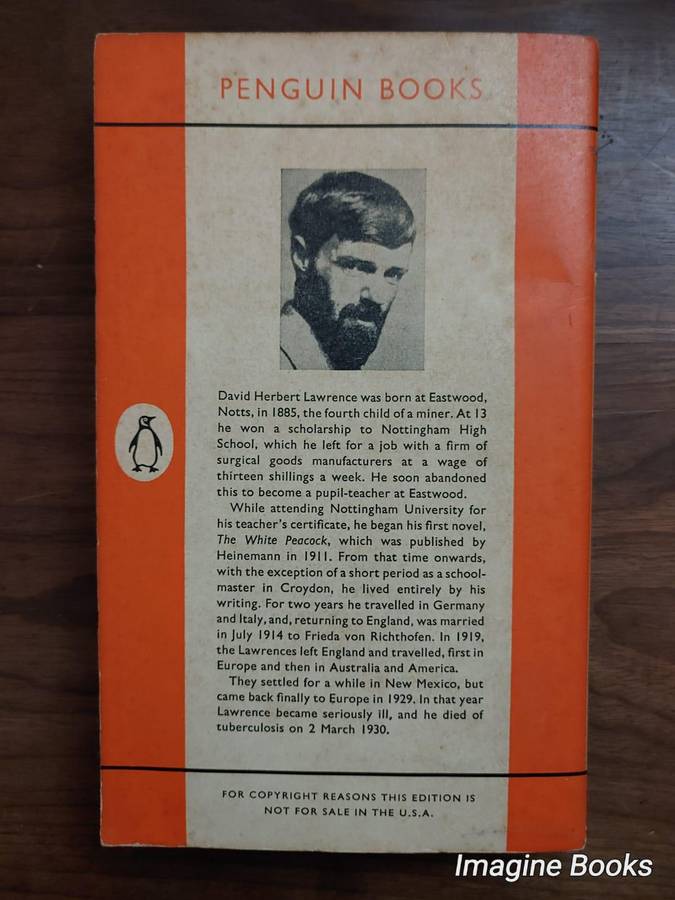 PENGUIN BOOKS
David Herbert Lawrence was born at Eastwood,
Notts, in 1885, the fourth child of a miner. At 13
he won a scholarship to Nottingham High
School, which he left for a job with a firm of
surgical goods manufacturers at a wage of
thirteen shillings a week. He soon abandoned
this to become a pupil-teacher at Eastwood.
While attending Nottingham University for
his teacher's certificate, he began his first novel,
The White Peacock, which was published by
Heinemann in 1911. From that time onwards,
with the exception of a short period as a school-
master in Croydon, he lived entirely by his
writing. For two years he travelled in Germany
and Italy, and, returning to England, was married
in July 1914 to Frieda von Richthofen. In 1919,
the Lawrences left England and travelled, first in
Europe and then in Australia and America.
They settled for a while in New Mexico, but
came back finally to Europe in 1929. In that year
Lawrence became seriously ill, and he died of
tuberculosis on 2 March 1930.
FOR COPYRIGHT REASONS THIS EDITION IS
NOT FOR SALE IN THE U.S.A.
Imagine Books